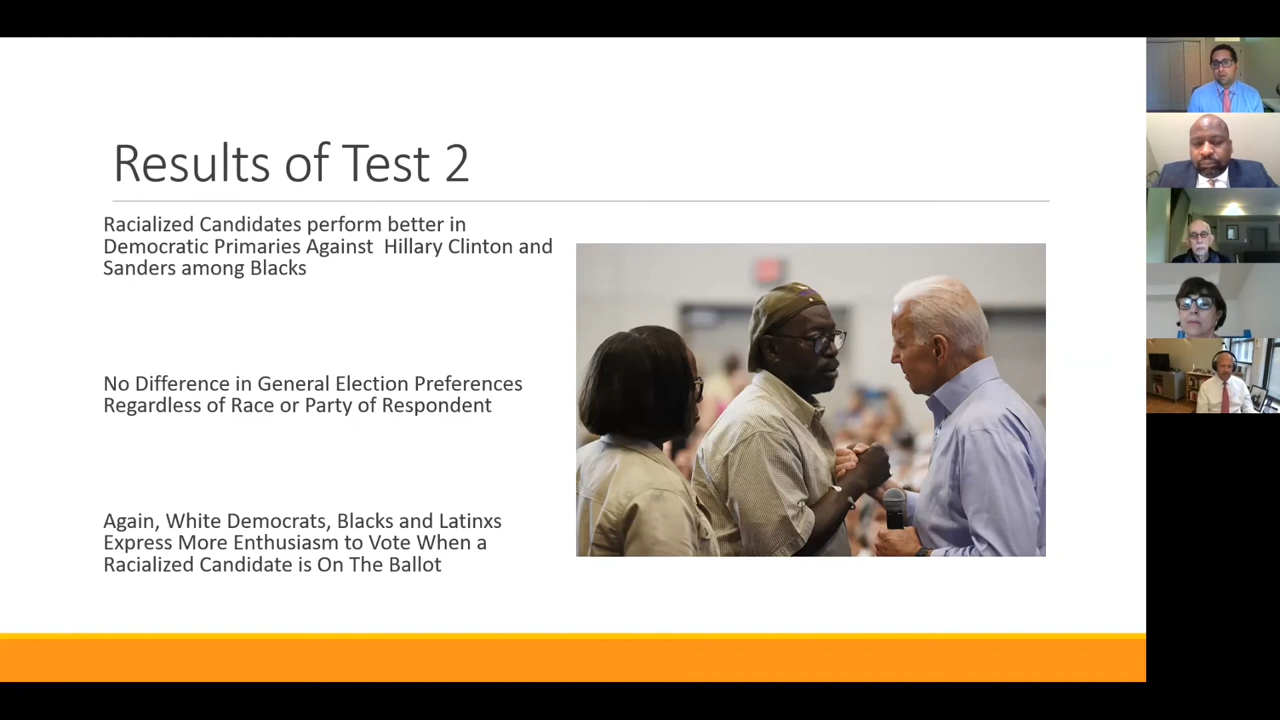 Results of Test 2
Racialized Candidates perform better in
Democratic Primaries Against  Hillary Clinton and
Sanders among Blacks
No Difference in General Election Preferences
Regardless of Race or Party of Respondent
Again, White Democrats, Blacks and Latinxs
Express More Enthusiasm to Vote When a
Racialized Candidate is On The Ballot